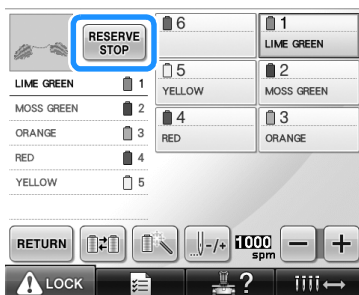 RESERVE
STOP
LIME GREEN 1
MOSS GREEN 2
ORANGE 3
RED 4
YELLOW 5
6
1
LIME GREEN
5
YELLOW
2
MOSS GREEN
4
RED
3
ORANGE
RETURN
-/+
1000
spm
− +
LOCK
?